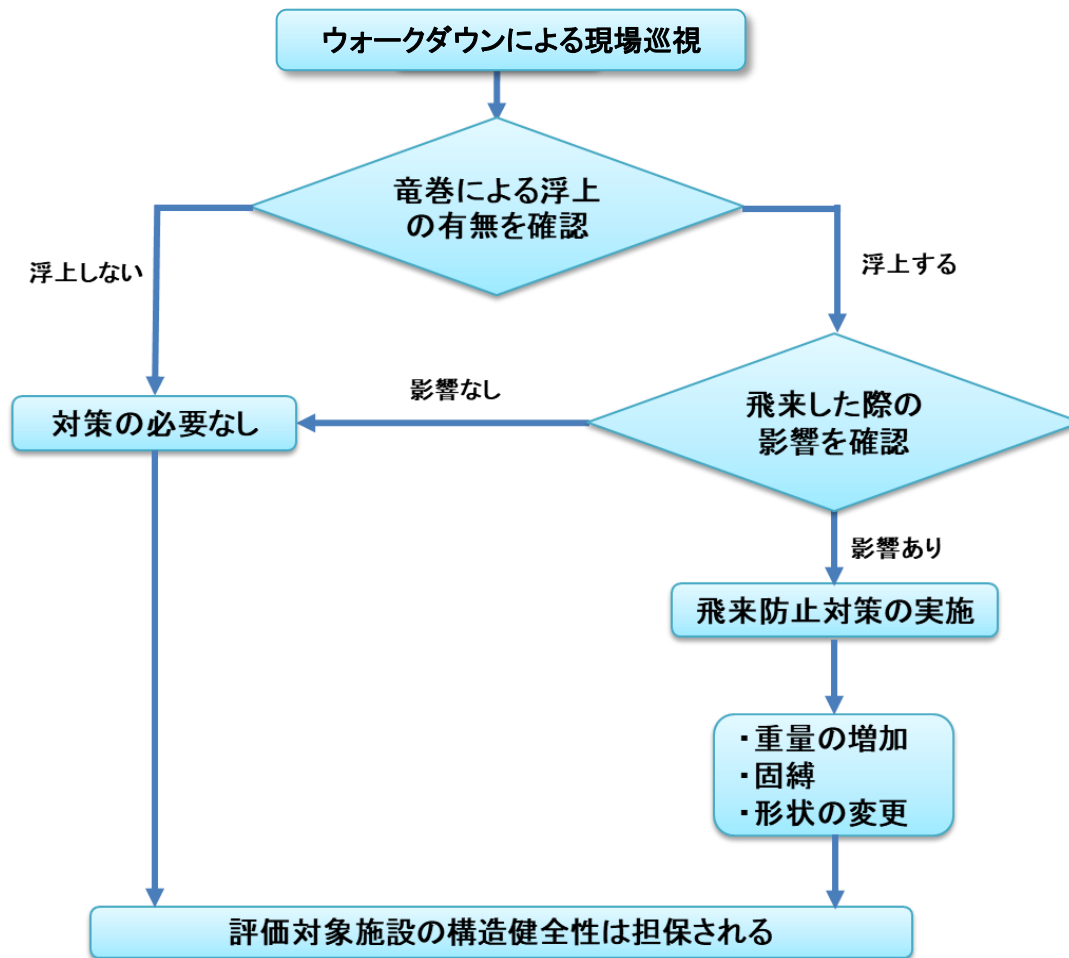 ウォークダウンによる現場巡視
竜巻による浮上
の有無を確認
浮上しない
浮上する
影響なし
対策の必要なし
飛来した際の
影響を確認
影響あり
飛来防止対策の実施
・重量の増加
・固縛
・形状の変更
評価対象施設の構造健全性は担保される